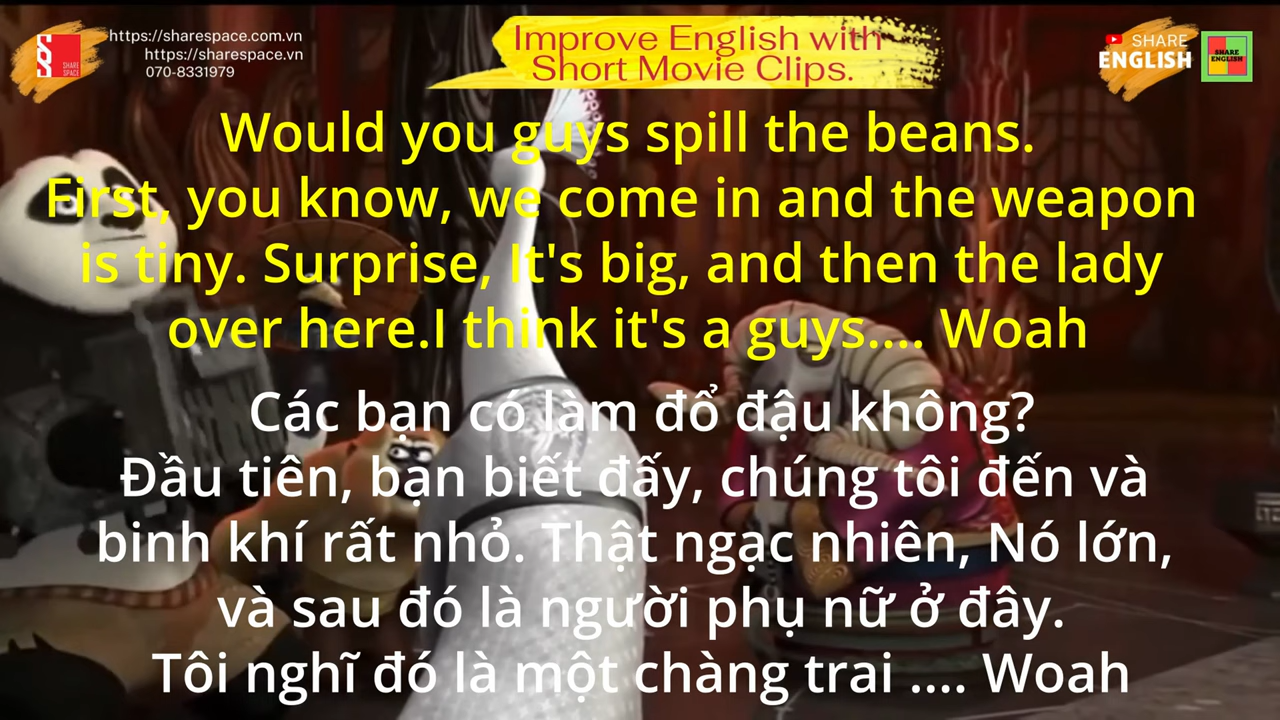 https://sharespace.com.vn
https://sharespace.vn
070-8331979
SHARE
SPACE
Improve English with
Short Movie Clips.
SHARE
ENGLISH
SHARE
ENGLISH
Would you guys spill the beans.
First, you know, we come in and the weapon
is tiny. Surprise, It's big, and then the lady
over here.I think it's a guys.... Woah
Các bạn có làm đổ đậu không?
Đầu tiên, bạn biết đấy, chúng tôi đến và
binh khí rất nhỏ. Thật ngạc nhiên, Nó lớn,
và sau đó là người phụ nữ ở đây.
Tôi nghĩ đó là một chàng trai .... Woah